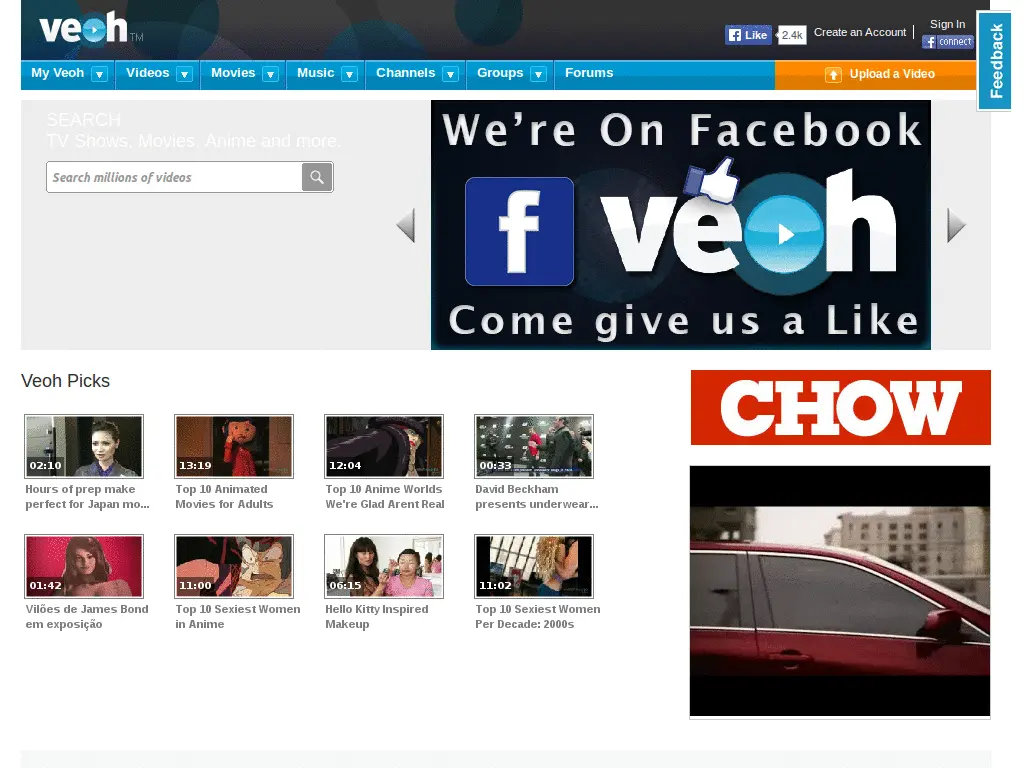 veoh TM
Like 2.4k Create an Account Sign In
connect
Feedback
My Veoh Videos Movies Music Channels Groups Forums Upload a Video
SEARCH
TV Shows, Movies, Anime and more.
Search millions of videos
We're On Facebook
f veoh
Come give us a Like
Veoh Picks
CHOW
02:10 13:19 12:04 00:33
Hours of prep make Top 10 Animated Top 10 Anime Worlds David Beckham
perfect for Japan mo... Movies for Adults We're Glad Arent Real presents underwear...
01:42 11:00 06:15 11:02
Vilões de James Bond Top 10 Sexiest Women Hello Kitty Inspired Top 10 Sexiest Women
em exposição in Anime Makeup Per Decade: 2000s